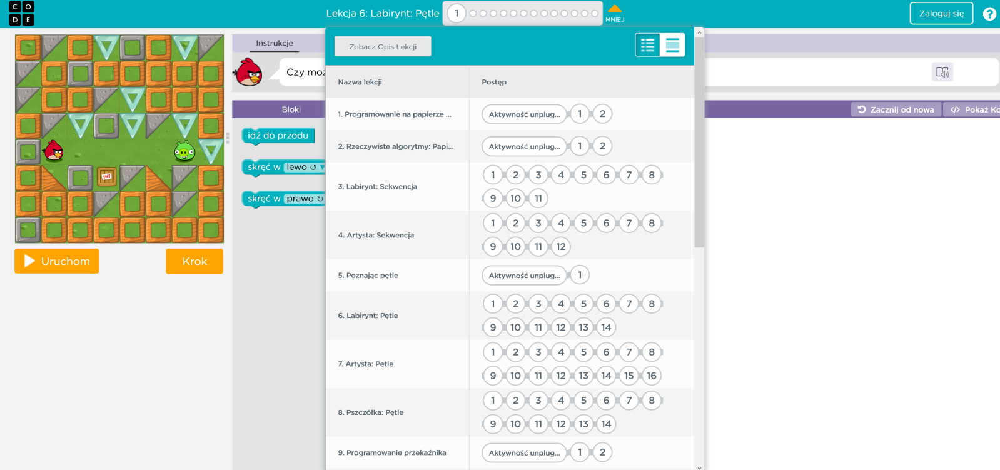 C O
D E
Lekcja 6: Labirynt: Pętle
1
MNIEJ
Zaloguj się
?
Instrukcje
Czy moż
Bloki
Zacznij od nowa
</> Pokaż Ko
idź do przodu
skręć w lewo ↺ ▼
skręć w prawo ↻
TNT
Uruchom
Krok
Zobacz Opis Lekcji
Nazwa lekcji
Postęp
1. Programowanie na papierze ...
Aktywność unplug...
1 2
2. Rzeczywiste algorytmy: Papi...
Aktywność unplug...
1 2
3. Labirynt: Sekwencja
1 2 3 4 5 6 7 8
9 10 11
4. Artysta: Sekwencja
1 2 3 4 5 6 7 8
9 10 11 12
5. Poznając pętle
Aktywność unplug...
1
6. Labirynt: Pętle
1 2 3 4 5 6 7 8
9 10 11 12 13 14
7. Artysta: Pętle
1 2 3 4 5 6 7 8
9 10 11 12 13 14 15 16
8. Pszczółka: Pętle
1 2 3 4 5 6 7 8
9 10 11 12 13 14
9. Programowanie przekaźnika
Aktywność unplug...
1 2